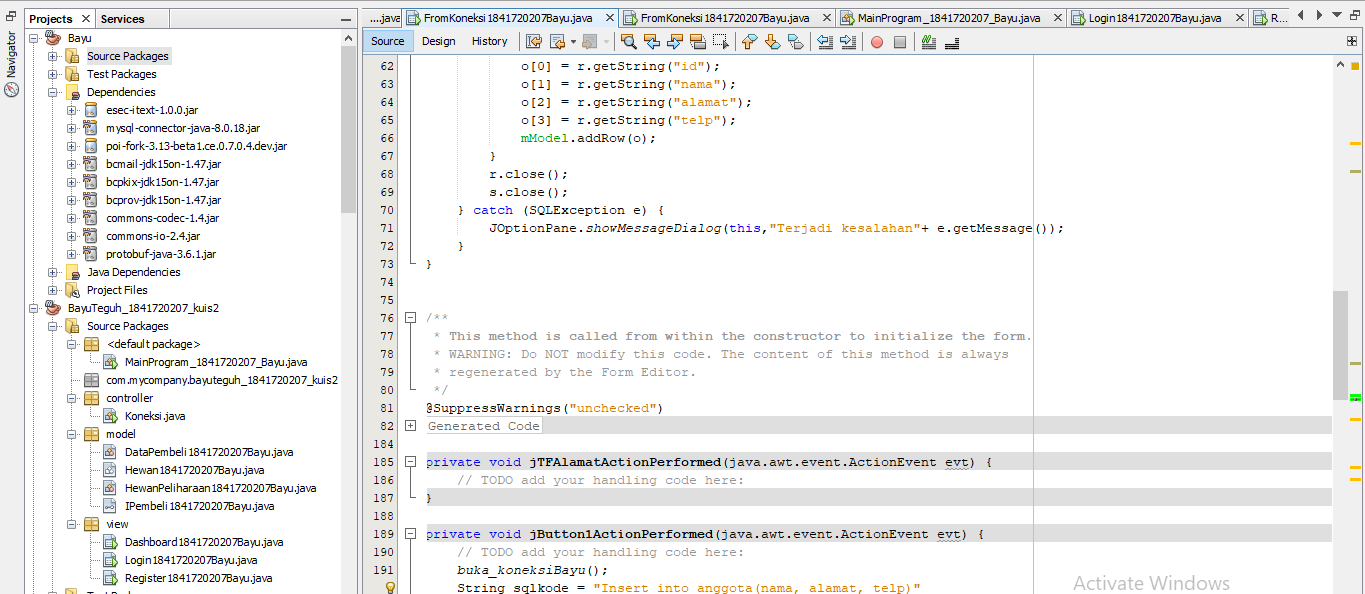 Projects
Services
Navigator
Bayu
Source Packages
Test Packages
Dependencies
esec-itext-1.0.0.jar
mysql-connector-java-8.0.18.jar
poi-fork-3.13-beta1.ce.0.7.0.4.dev.jar
bcmail-jdk15on-1.47.jar
bcpkix-jdk15on-1.47.jar
bcprov-jdk15on-1.47.jar
commons-codec-1.4.jar
commons-io-2.4.jar
protobuf-java-3.6.1.jar
Java Dependencies
Project Files
BayuTeguh_1841720207_kuis2
Source Packages
<default package>
MainProgram_1841720207_Bayu.java
com.mycompany.bayuteguh_1841720207_kuis2
controller
Koneksi.java
model
DataPembeli1841720207Bayu.java
Hewan1841720207Bayu.java
HewanPeliharaan1841720207Bayu.java
IPembeli1841720207Bayu.java
view
Dashboard1841720207Bayu.java
Login1841720207Bayu.java
Register1841720207Bayu.java
....java
FromKoneksi1841720207Bayu.java
FromKoneksi1841720207Bayu.java
MainProgram_1841720207_Bayu.java
Login1841720207Bayu.java
R...
Source
Design
History
62 o[0] = r.getString("id");
63 o[1] = r.getString("nama");
64 o[2] = r.getString("alamat");
65 o[3] = r.getString("telp");
66 mModel.addRow(o);
67 }
68 r.close();
69 s.close();
70 } catch (SQLException e) {
71 JOptionPane.showMessageDialog(this,"Terjadi kesalahan"+ e.getMessage());
72 }
73 }
74
75
76 /**
77 * This method is called from within the constructor to initialize the form.
78 * WARNING: Do NOT modify this code. The content of this method is always
79 * regenerated by the Form Editor.
80 */
81 @SuppressWarnings("unchecked")
82 Generated Code
184
185 private void jTFAlamatActionPerformed(java.awt.event.ActionEvent evt) {
186 // TODO add your handling code here:
187 }
188
189 private void jButton1ActionPerformed(java.awt.event.ActionEvent evt) {
190 // TODO add your handling code here:
191 buka_koneksiBayu();
String sqlkode = "Insert into anggota(nama, alamat, telp)"
Activate Windows